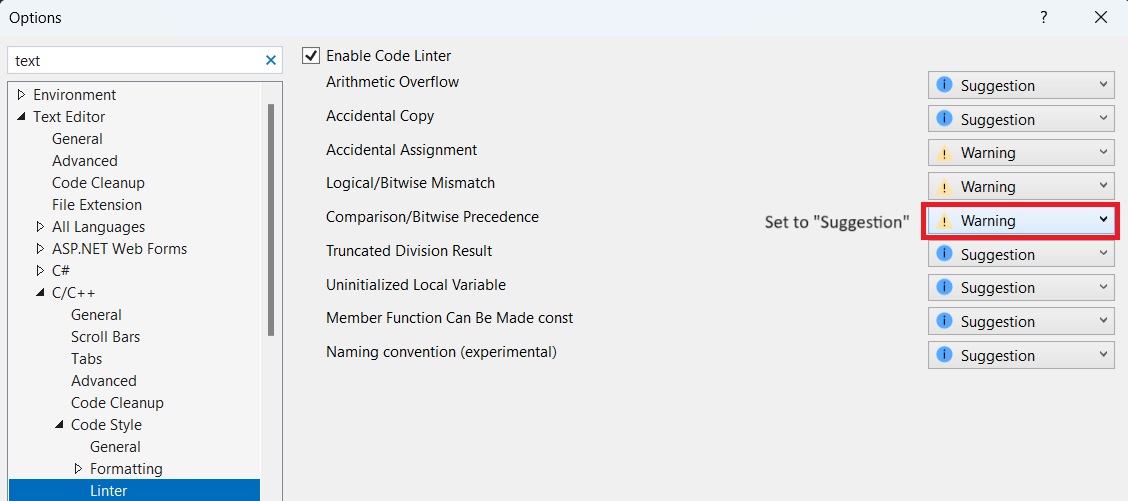 Options
?
text
Environment
Text Editor
General
Advanced
Code Cleanup
File Extension
All Languages
ASP.NET Web Forms
C#
C/C++
General
Scroll Bars
Tabs
Advanced
Code Cleanup
Code Style
General
Formatting
Linter
Enable Code Linter
Arithmetic Overflow Suggestion
Accidental Copy Suggestion
Accidental Assignment Warning
Logical/Bitwise Mismatch Warning
Comparison/Bitwise Precedence Set to "Suggestion" Warning
Truncated Division Result Suggestion
Uninitialized Local Variable Suggestion
Member Function Can Be Made const Suggestion
Naming convention (experimental) Suggestion